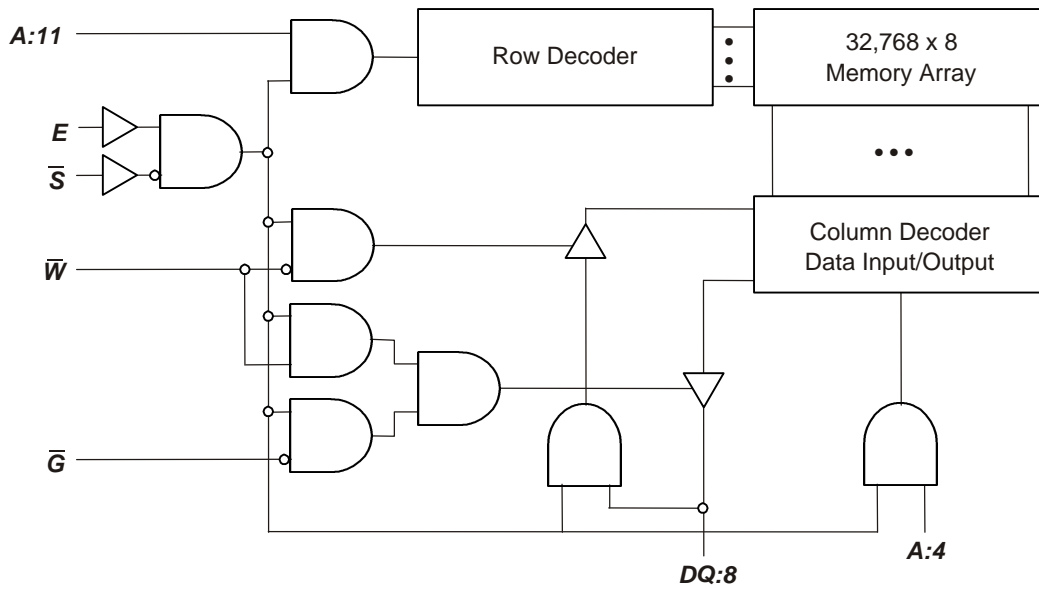 A:11
Row Decoder
32,768 x 8
Memory Array
E
S̅
•••
W̅
Column Decoder
Data Input/Output
G̅
A:4
DQ:8